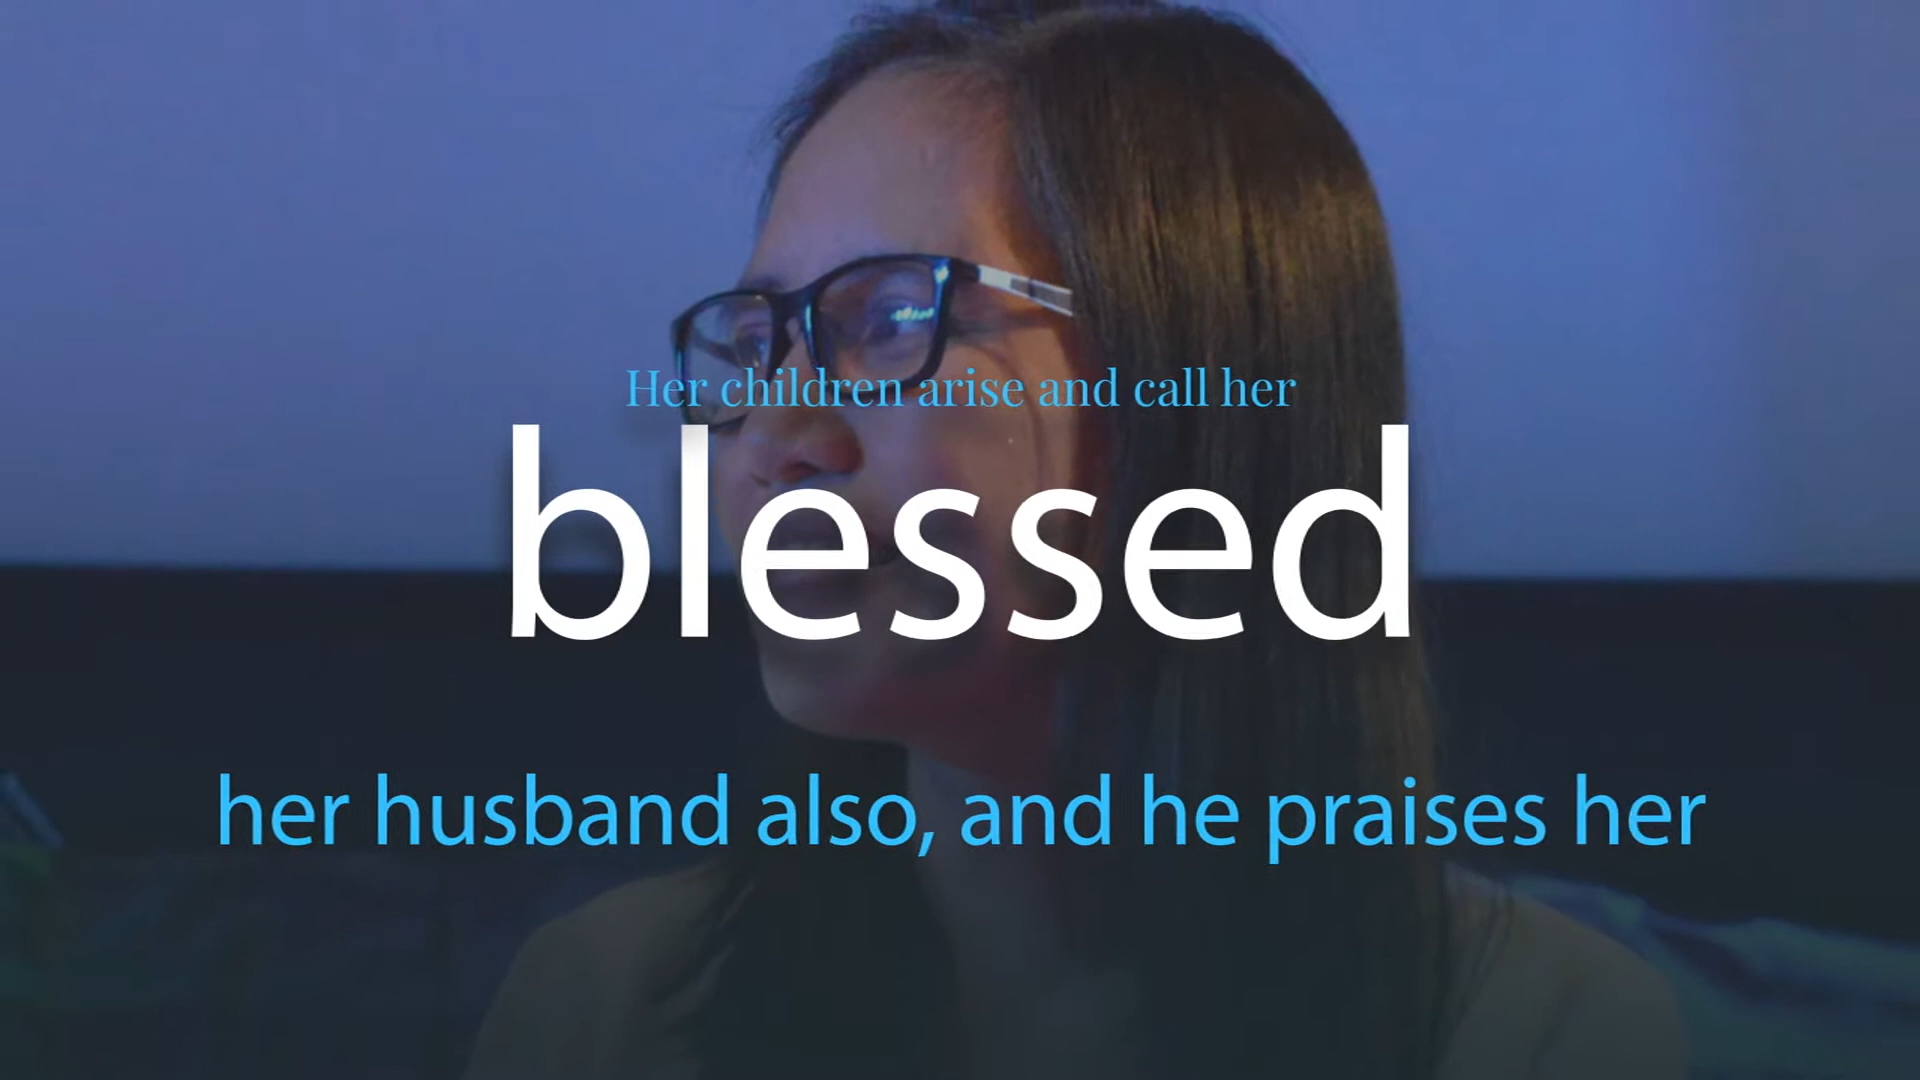 Her children arise and call her
blessed
her husband also, and he praises her